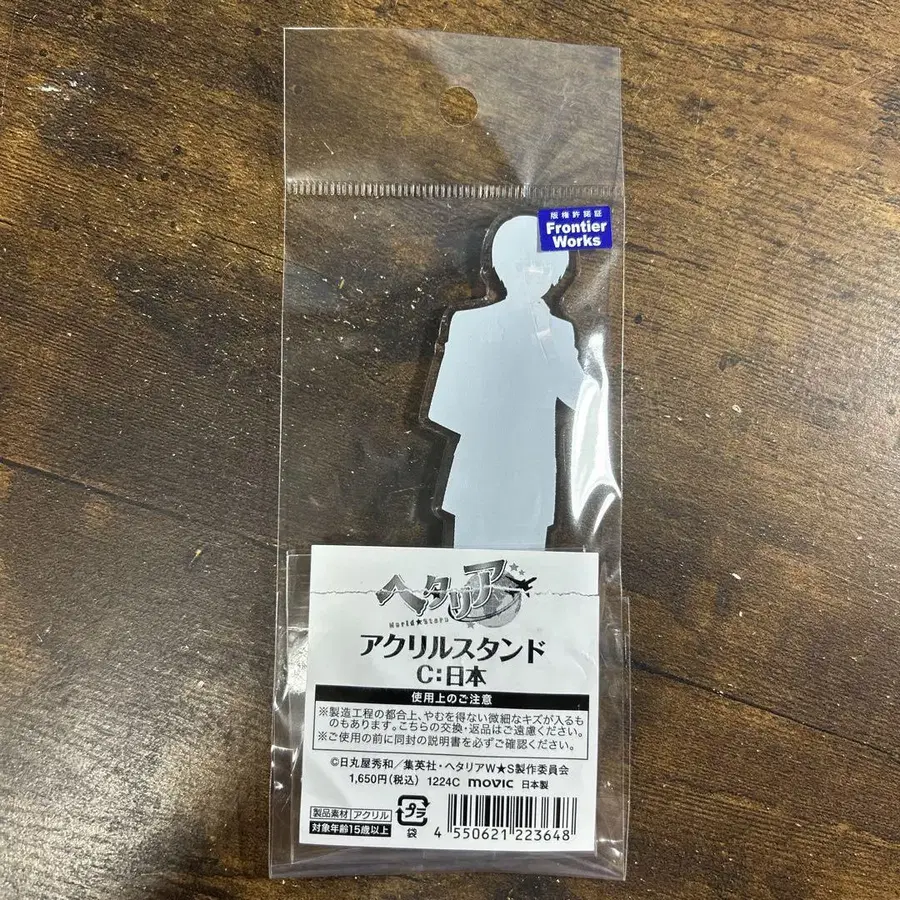 版権許諾証
Frontier
Works
ヘタリア
World★Stars
アクリルスタンド
C:日本
使用上のご注意
※製造工程の都合上、やむを得ない微細なキズが入るも
のもあります。こちらの交換・返品はご遠慮ください。
※ご使用の前に同封の説明書を必ずご確認ください。
©日丸屋秀和/集英社・ヘタリアW★S製作委員会
1,650円(税込) 1224C movic 日本製
製品素材 アクリル
対象年齢15歳以上
プラ
袋
4 550621 223648